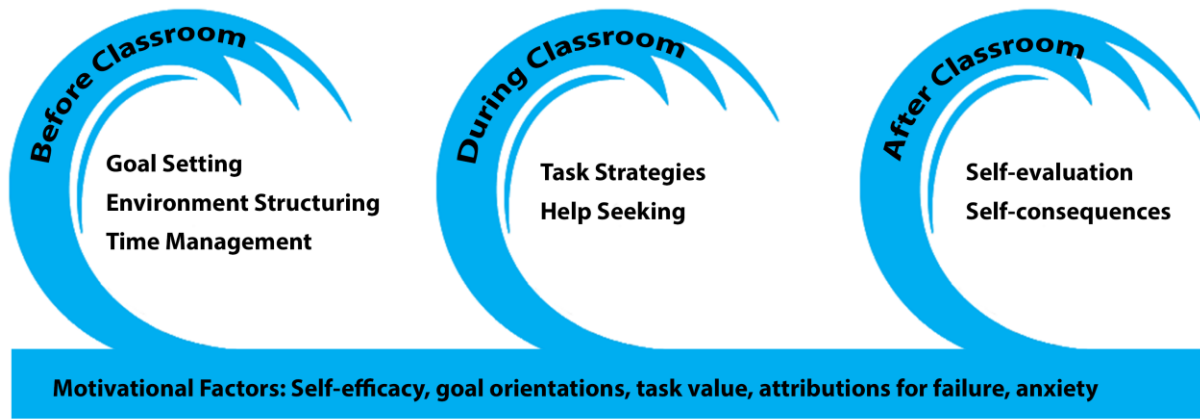 Before Classroom
Goal Setting
Environment Structuring
Time Management
During Classroom
Task Strategies
Help Seeking
After Classroom
Self-evaluation
Self-consequences
Motivational Factors: Self-efficacy, goal orientations, task value, attributions for failure, anxiety